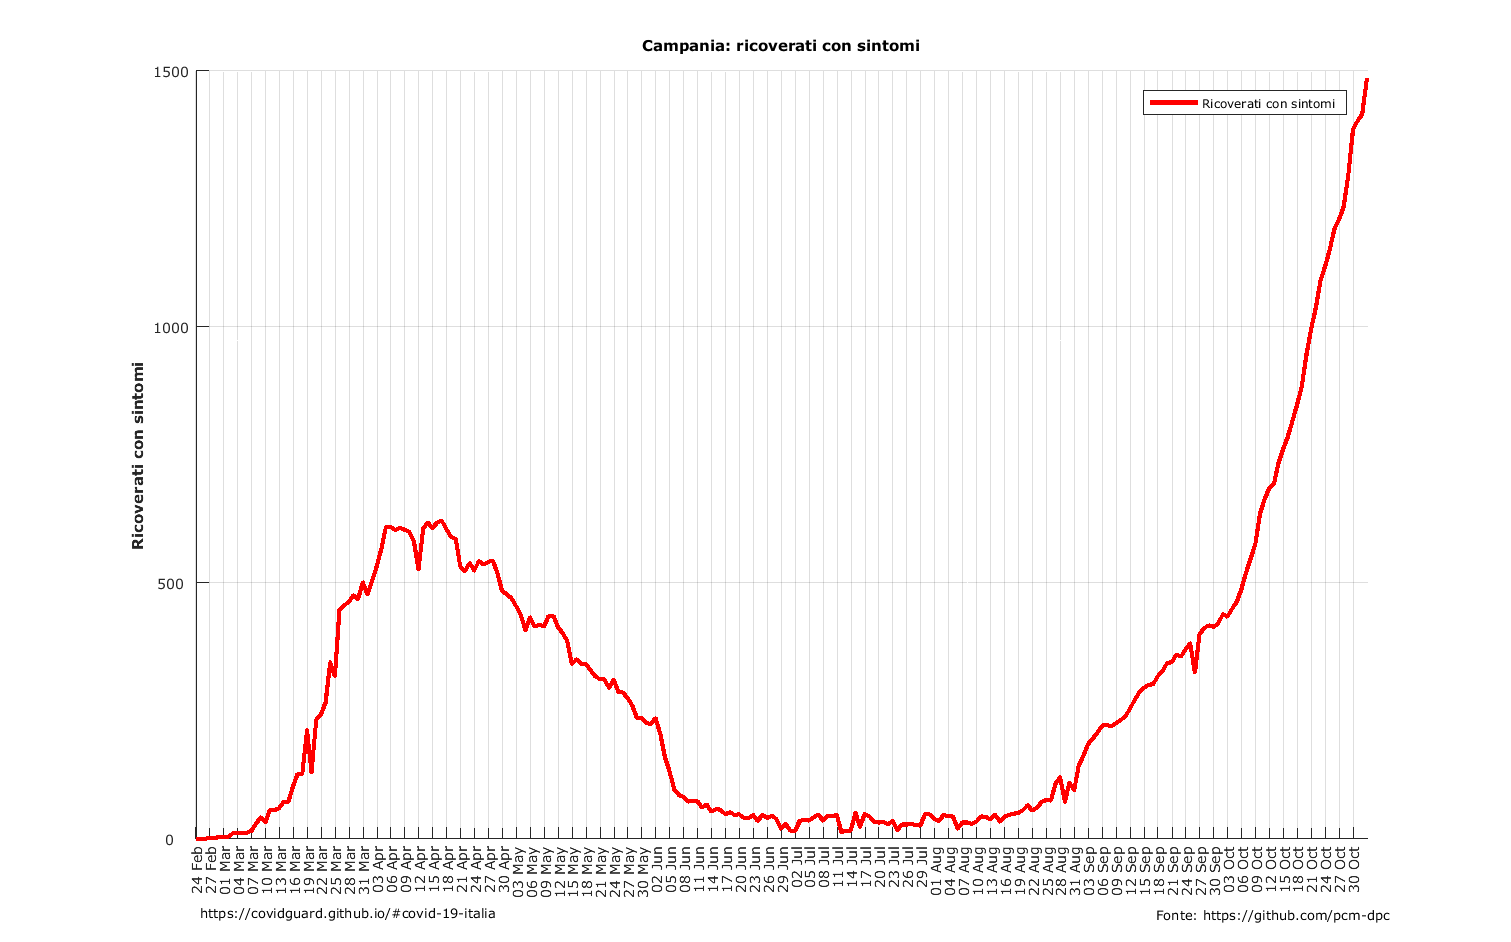 Campania: ricoverati con sintomi
1500
Ricoverati con sintomi
1000
Ricoverati con sintomi
500
0
24 Feb
27 Feb
01 Mar
04 Mar
07 Mar
10 Mar
13 Mar
16 Mar
19 Mar
22 Mar
25 Mar
28 Mar
31 Mar
03 Apr
06 Apr
09 Apr
12 Apr
15 Apr
18 Apr
21 Apr
24 Apr
27 Apr
30 Apr
03 May
06 May
09 May
12 May
15 May
18 May
21 May
24 May
27 May
30 May
02 Jun
05 Jun
08 Jun
11 Jun
14 Jun
17 Jun
20 Jun
23 Jun
26 Jun
29 Jun
02 Jul
05 Jul
08 Jul
11 Jul
14 Jul
17 Jul
20 Jul
23 Jul
26 Jul
29 Jul
01 Aug
04 Aug
07 Aug
10 Aug
13 Aug
16 Aug
19 Aug
22 Aug
25 Aug
28 Aug
31 Aug
03 Sep
06 Sep
09 Sep
12 Sep
15 Sep
18 Sep
21 Sep
24 Sep
27 Sep
30 Sep
03 Oct
06 Oct
09 Oct
12 Oct
15 Oct
18 Oct
21 Oct
24 Oct
27 Oct
30 Oct
https://covidguard.github.io/#covid-19-italia
Fonte: https://github.com/pcm-dpc